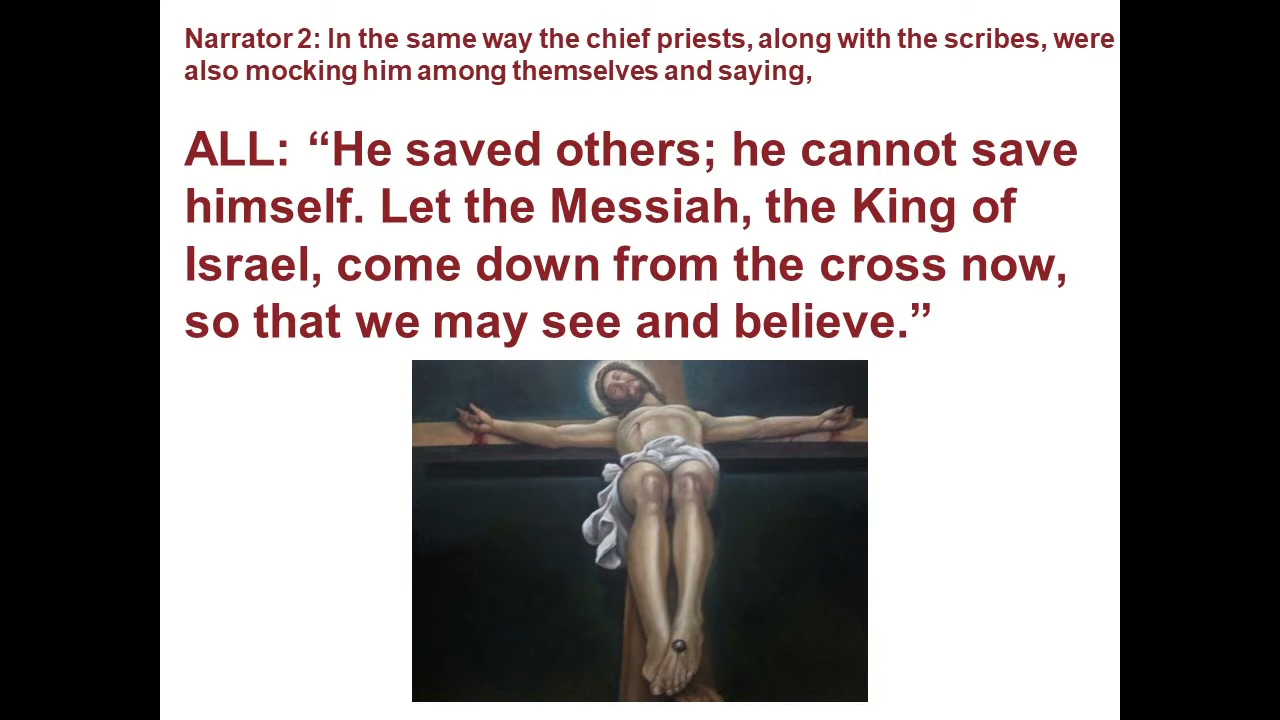 Narrator 2: In the same way the chief priests, along with the scribes, were
also mocking him among themselves and saying,
ALL: “He saved others; he cannot save
himself. Let the Messiah, the King of
Israel, come down from the cross now,
so that we may see and believe.”